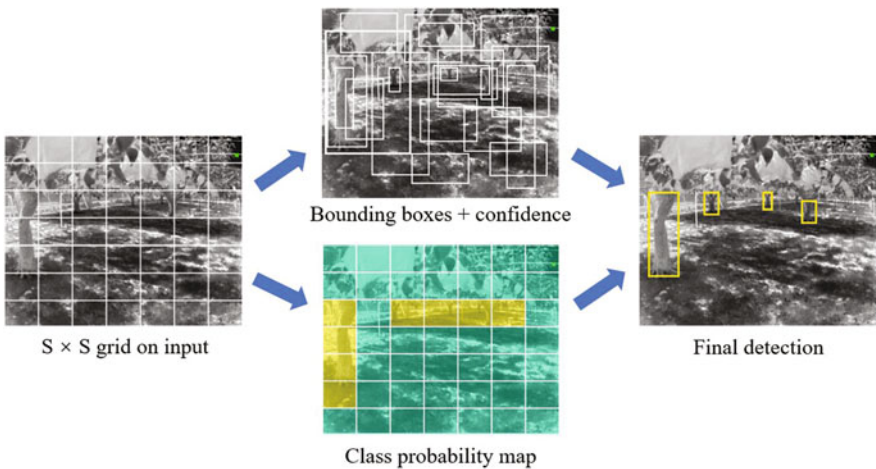 Bounding boxes + confidence
S × S grid on input
Final detection
Class probability map